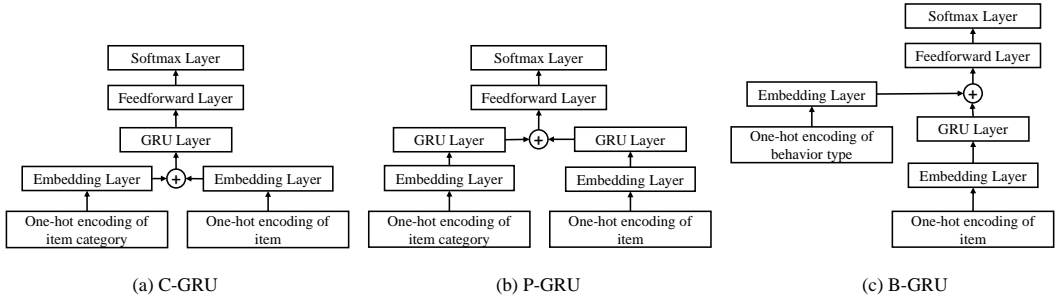 Softmax Layer
Feedforward Layer
GRU Layer
Embedding Layer
Embedding Layer
One-hot encoding of
item category
One-hot encoding of
item
(a) C-GRU
Softmax Layer
Feedforward Layer
GRU Layer
GRU Layer
Embedding Layer
Embedding Layer
One-hot encoding of
item category
One-hot encoding of
item
(b) P-GRU
Softmax Layer
Feedforward Layer
Embedding Layer
One-hot encoding of
behavior type
GRU Layer
Embedding Layer
One-hot encoding of
item
(c) B-GRU